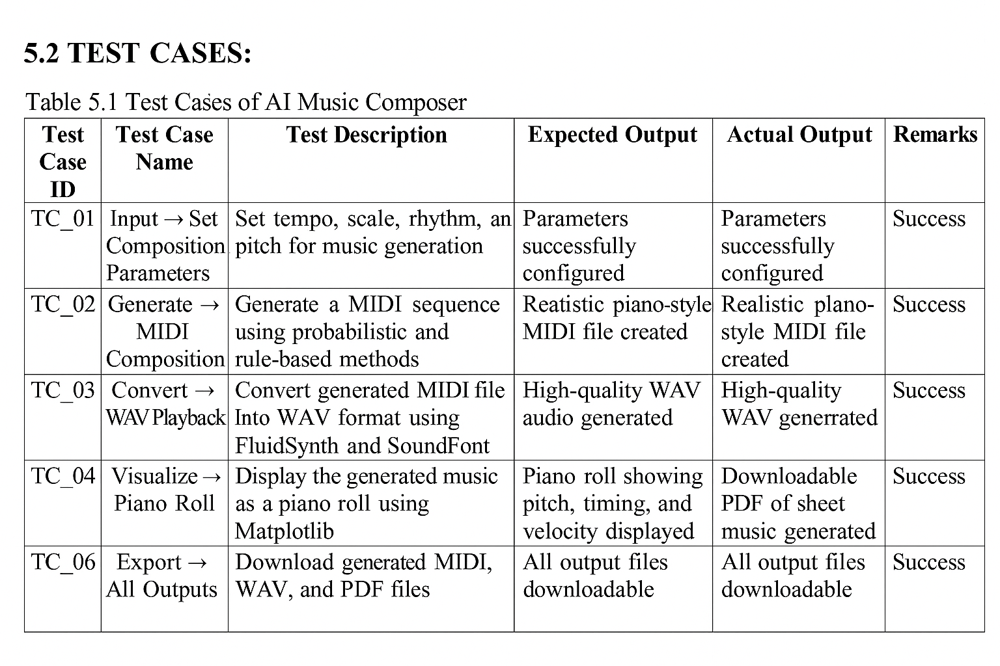 5.2 TEST CASES:
Table 5.1 Test Cases of AI Music Composer
Test Case ID | Test Case Name | Test Description | Expected Output | Actual Output | Remarks
TC_01 | Input → Set Composition Parameters | Set tempo, scale, rhythm, an pitch for music generation | Parameters successfully configured | Parameters successfully configured | Success
TC_02 | Generate → MIDI Composition | Generate a MIDI sequence using probabilistic and rule-based methods | Reatistic piano-style MIDI file created | Realistic plano-style MIDI file created | Success
TC_03 | Convert → WAV Playback | Convert generated MIDI file Into WAV format using FluidSynth and SoundFont | High-quality WAV audio generated | High-quality WAV generrated | Success
TC_04 | Visualize → Piano Roll | Display the generated music as a piano roll using Matplotlib | Piano roll showing pitch, timing, and velocity displayed | Downloadable PDF of sheet music generated | Success
TC_06 | Export → All Outputs | Download generated MIDI, WAV, and PDF files | All output files downloadable | All output files downloadable | Success